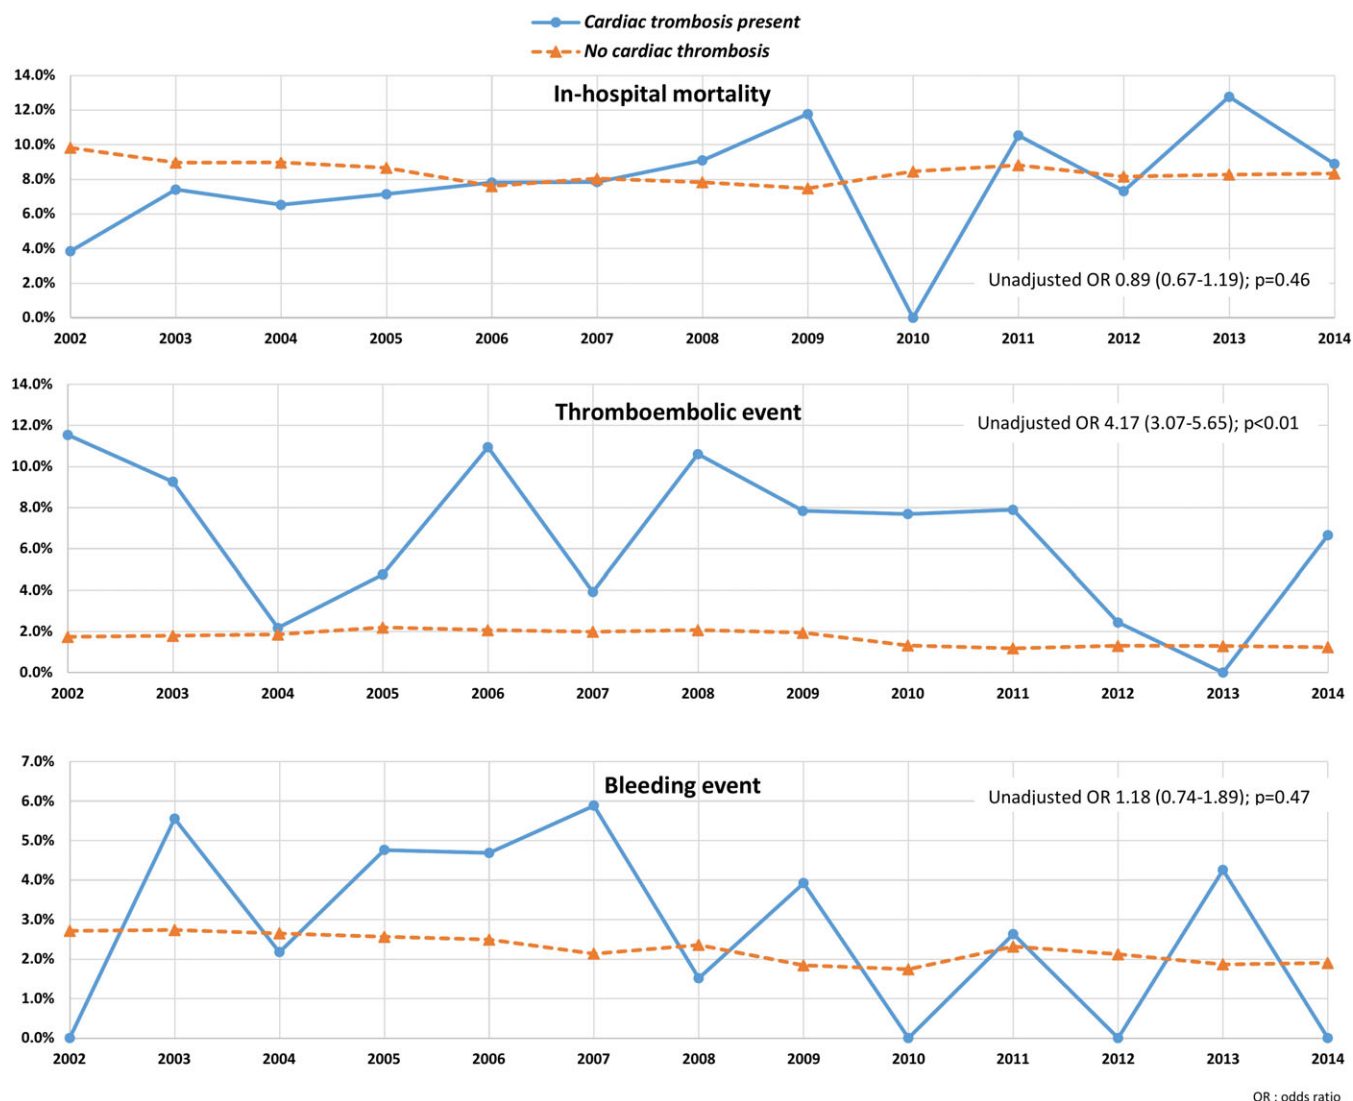 Cardiac trombosis present
No cardiac thrombosis
14.0%
In-hospital mortality
12.0%
10.0%
8.0%
6.0%
4.0%
Unadjusted OR 0.89 (0.67-1.19); p=0.46
2.0%
0.0%
2002 2003 2004 2005 2006 2007 2008 2009 2010 2011 2012 2013 2014
14.0%
Thromboembolic event
Unadjusted OR 4.17 (3.07-5.65); p<0.01
12.0%
10.0%
8.0%
6.0%
4.0%
2.0%
0.0%
2002 2003 2004 2005 2006 2007 2008 2009 2010 2011 2012 2013 2014
7.0%
Bleeding event
Unadjusted OR 1.18 (0.74-1.89); p=0.47
6.0%
5.0%
4.0%
3.0%
2.0%
1.0%
0.0%
2002 2003 2004 2005 2006 2007 2008 2009 2010 2011 2012 2013 2014
OR : odds ratio